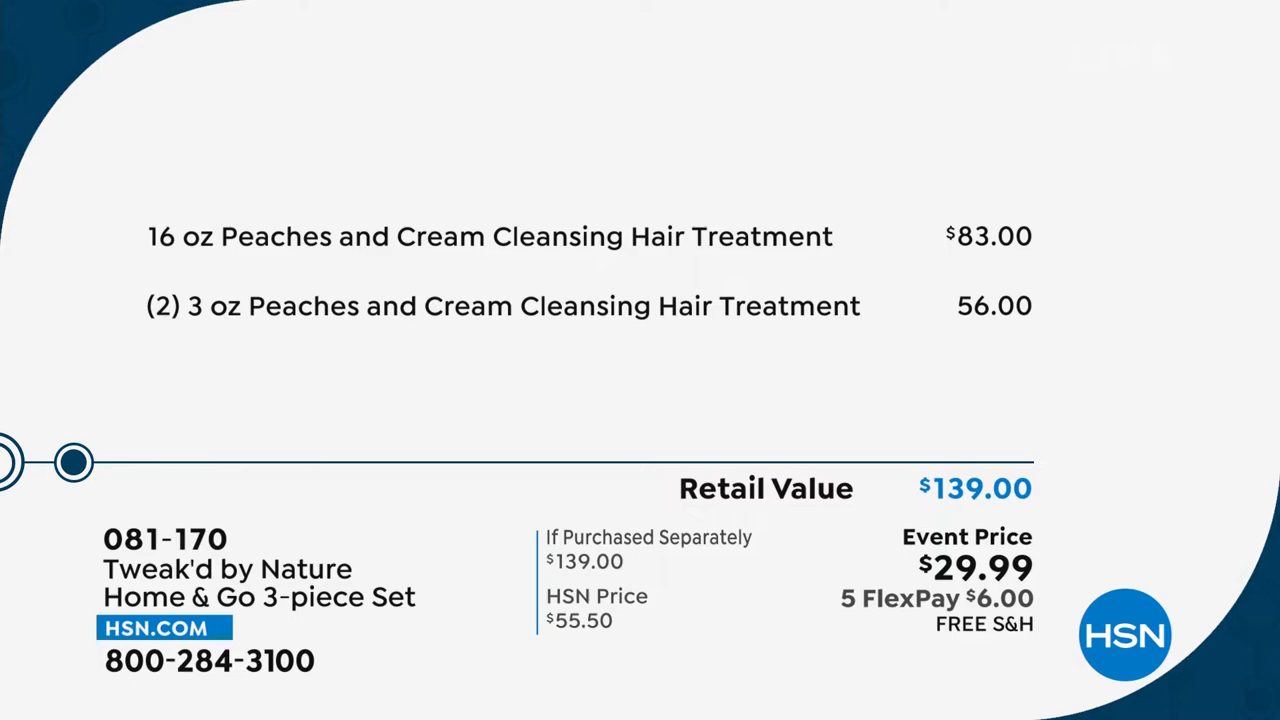 16 oz Peaches and Cream Cleansing Hair Treatment $83.00
(2) 3 oz Peaches and Cream Cleansing Hair Treatment 56.00
Retail Value $139.00
081-170
Tweak'd by Nature
Home & Go 3-piece Set
HSN.COM
800-284-3100
If Purchased Separately
$139.00
HSN Price
$55.50
Event Price
$29.99
5 FlexPay $6.00
FREE S&H
HSN